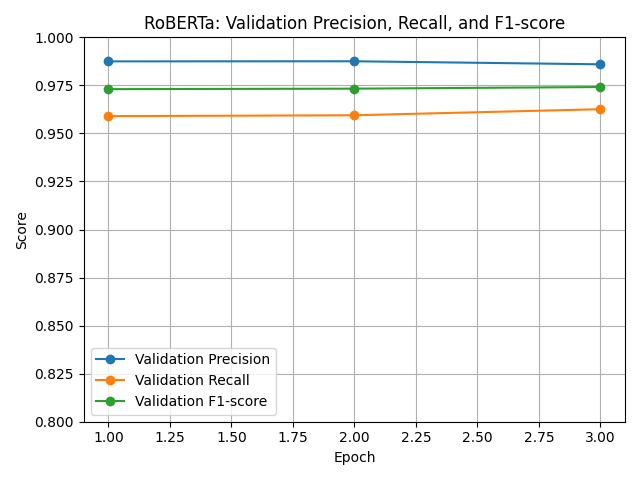 RoBERTa: Validation Precision, Recall, and F1-score
1.000
0.975
0.950
0.925
0.900
0.875
0.850
0.825
0.800
Score
Validation Precision
Validation Recall
Validation F1-score
1.00 1.25 1.50 1.75 2.00 2.25 2.50 2.75 3.00
Epoch